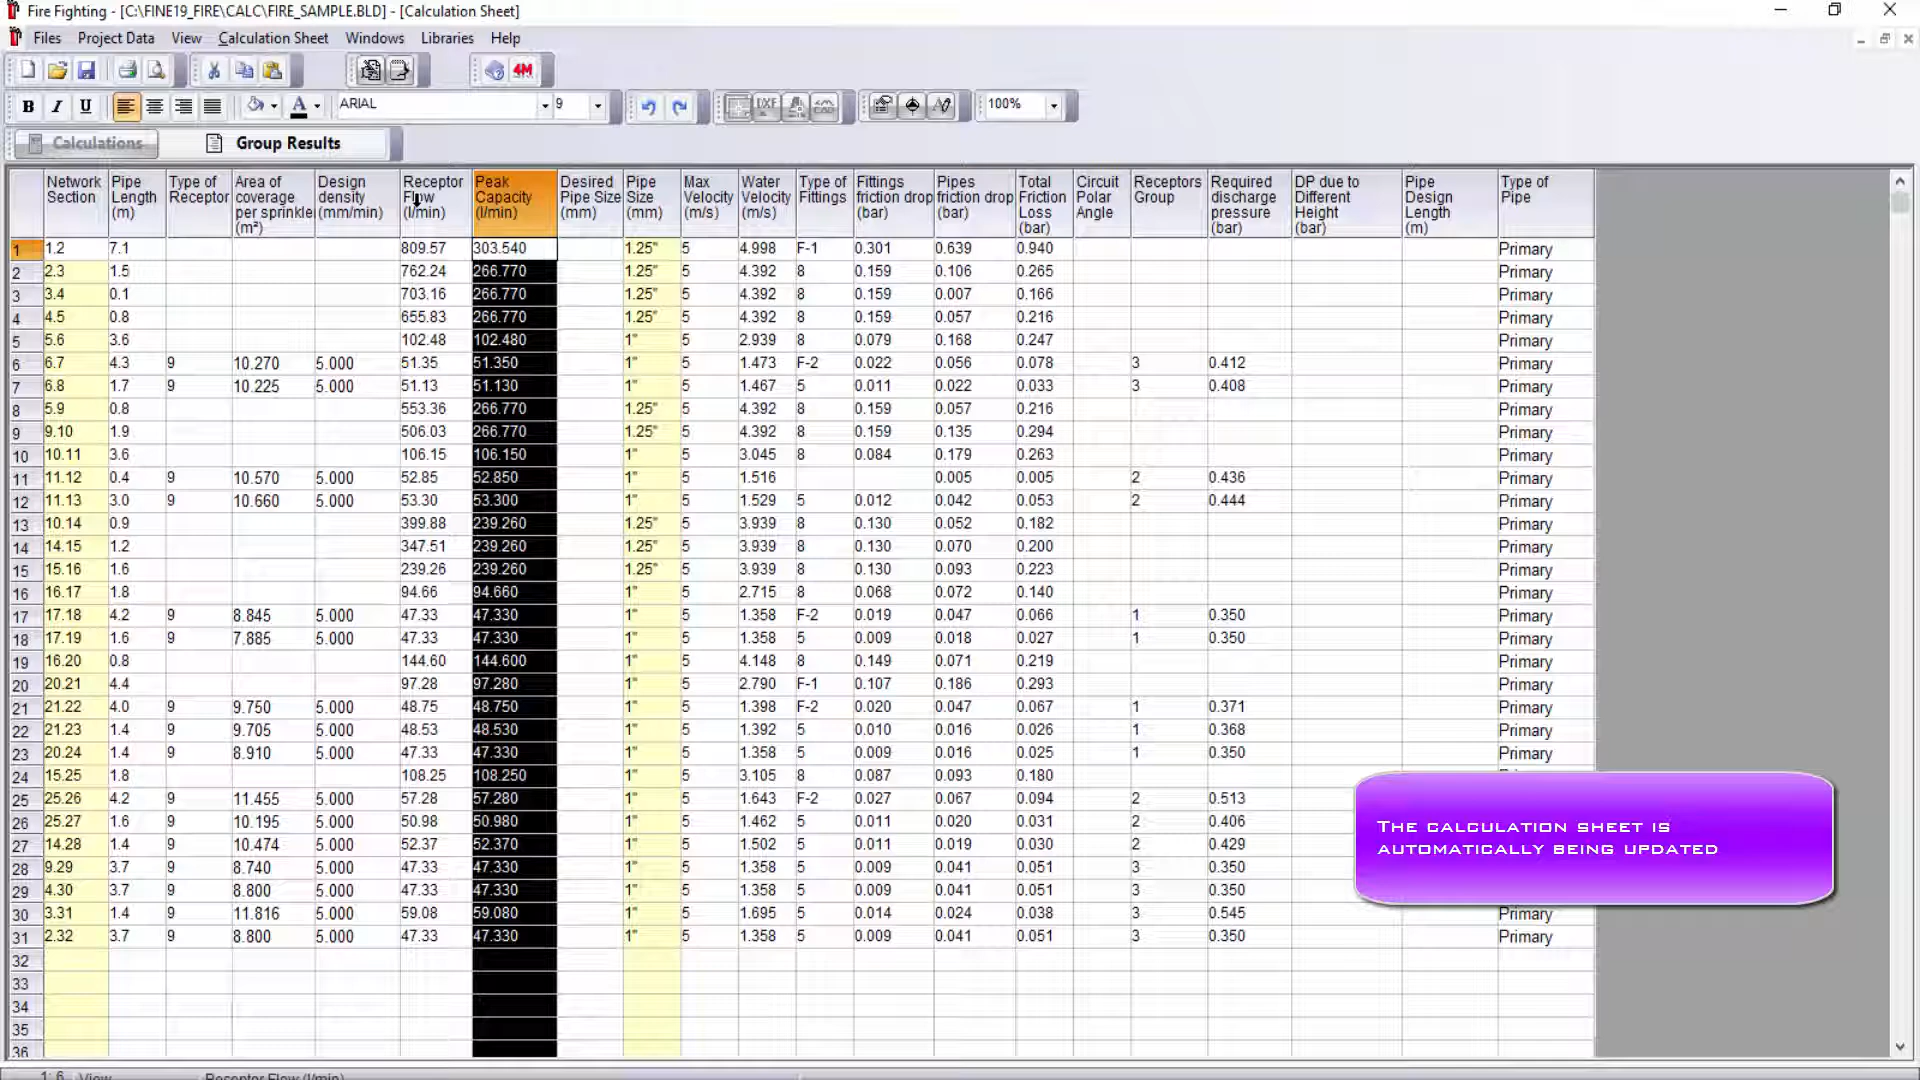 Fire Fighting - [C:\FINE19_FIRE\CALC\FIRE_SAMPLE.BLD] - [Calculation Sheet]
Files Project Data View Calculation Sheet Windows Libraries Help
4M
B I U A ARIAL 9 DXF 100%
Calculations Group Results
Network Section Pipe Length (m) Type of Receptor Area of coverage per sprinkle (m²) Design density (mm/min) Receptor Flow (l/min) Peak Capacity (l/min) Desired Pipe Size (mm) Pipe Size (mm) Max Velocity (m/s) Water Velocity (m/s) Type of Fittings Fittings friction drop (bar) Pipes friction drop (bar) Total Friction Loss (bar) Circuit Polar Angle Receptors Group Required discharge pressure (bar) DP due to Different Height (bar) Pipe Design Length (m) Type of Pipe
1 1.2 7.1 809.57 303.540 1.25" 5 4.998 F-1 0.301 0.639 0.940 Primary
2 2.3 1.5 762.24 266.770 1.25" 5 4.392 8 0.159 0.106 0.265 Primary
3 3.4 0.1 703.16 266.770 1.25" 5 4.392 8 0.159 0.007 0.166 Primary
4 4.5 0.8 655.83 266.770 1.25" 5 4.392 8 0.159 0.057 0.216 Primary
5 5.6 3.6 102.48 102.480 1" 5 2.939 8 0.079 0.168 0.247 Primary
6 6.7 4.3 9 10.270 5.000 51.35 51.350 1" 5 1.473 F-2 0.022 0.056 0.078 3 0.412 Primary
7 6.8 1.7 9 10.225 5.000 51.13 51.130 1" 5 1.467 5 0.011 0.022 0.033 3 0.408 Primary
8 5.9 0.8 553.36 266.770 1.25" 5 4.392 8 0.159 0.057 0.216 Primary
9 9.10 1.9 506.03 266.770 1.25" 5 4.392 8 0.159 0.135 0.294 Primary
10 10.11 3.6 106.15 106.150 1" 5 3.045 8 0.084 0.179 0.263 Primary
11 11.12 0.4 9 10.570 5.000 52.85 52.850 1" 5 1.516 0.005 0.005 2 0.436 Primary
12 11.13 3.0 9 10.660 5.000 53.30 53.300 1" 5 1.529 5 0.012 0.042 0.053 2 0.444 Primary
13 10.14 0.9 399.88 239.260 1.25" 5 3.939 8 0.130 0.052 0.182 Primary
14 14.15 1.2 347.51 239.260 1.25" 5 3.939 8 0.130 0.070 0.200 Primary
15 15.16 1.6 239.26 239.260 1.25" 5 3.939 8 0.130 0.093 0.223 Primary
16 16.17 1.8 94.66 94.660 1" 5 2.715 8 0.068 0.072 0.140 Primary
17 17.18 4.2 9 8.845 5.000 47.33 47.330 1" 5 1.358 F-2 0.019 0.047 0.066 1 0.350 Primary
18 17.19 1.6 9 7.885 5.000 47.33 47.330 1" 5 1.358 5 0.009 0.018 0.027 1 0.350 Primary
19 16.20 0.8 144.60 144.600 1" 5 4.148 8 0.149 0.071 0.219 Primary
20 20.21 4.4 97.28 97.280 1" 5 2.790 F-1 0.107 0.186 0.293 Primary
21 21.22 4.0 9 9.750 5.000 48.75 48.750 1" 5 1.398 F-2 0.020 0.047 0.067 1 0.371 Primary
22 21.23 1.4 9 9.705 5.000 48.53 48.530 1" 5 1.392 5 0.010 0.016 0.026 1 0.368 Primary
23 20.24 1.4 9 8.910 5.000 47.33 47.330 1" 5 1.358 5 0.009 0.016 0.025 1 0.350 Primary
24 15.25 1.8 108.25 108.250 1" 5 3.105 8 0.087 0.093 0.180
25 25.26 4.2 9 11.455 5.000 57.28 57.280 1" 5 1.643 F-2 0.027 0.067 0.094 2 0.513
26 25.27 1.6 9 10.195 5.000 50.98 50.980 1" 5 1.462 5 0.011 0.020 0.031 2 0.406
27 14.28 1.4 9 10.474 5.000 52.37 52.370 1" 5 1.502 5 0.011 0.019 0.030 2 0.429
28 9.29 3.7 9 8.740 5.000 47.33 47.330 1" 5 1.358 5 0.009 0.041 0.051 3 0.350
29 4.30 3.7 9 8.800 5.000 47.33 47.330 1" 5 1.358 5 0.009 0.041 0.051 3 0.350
30 3.31 1.4 9 11.816 5.000 59.08 59.080 1" 5 1.695 5 0.014 0.024 0.038 3 0.545 Primary
31 2.32 3.7 9 8.800 5.000 47.33 47.330 1" 5 1.358 5 0.009 0.041 0.051 3 0.350 Primary
32
33
34
35
36
The calculation sheet is
automatically being updated
1: 6 View Receptor Flow (l/min)